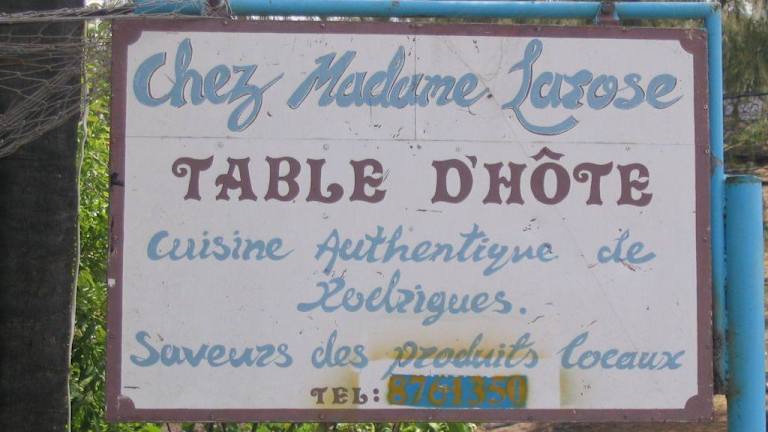 Chez Madame Larose
TABLE D'HÔTE
Cuisine Authentique de
Rodrigues.
Saveurs des produits locaux
TEL: 8761350